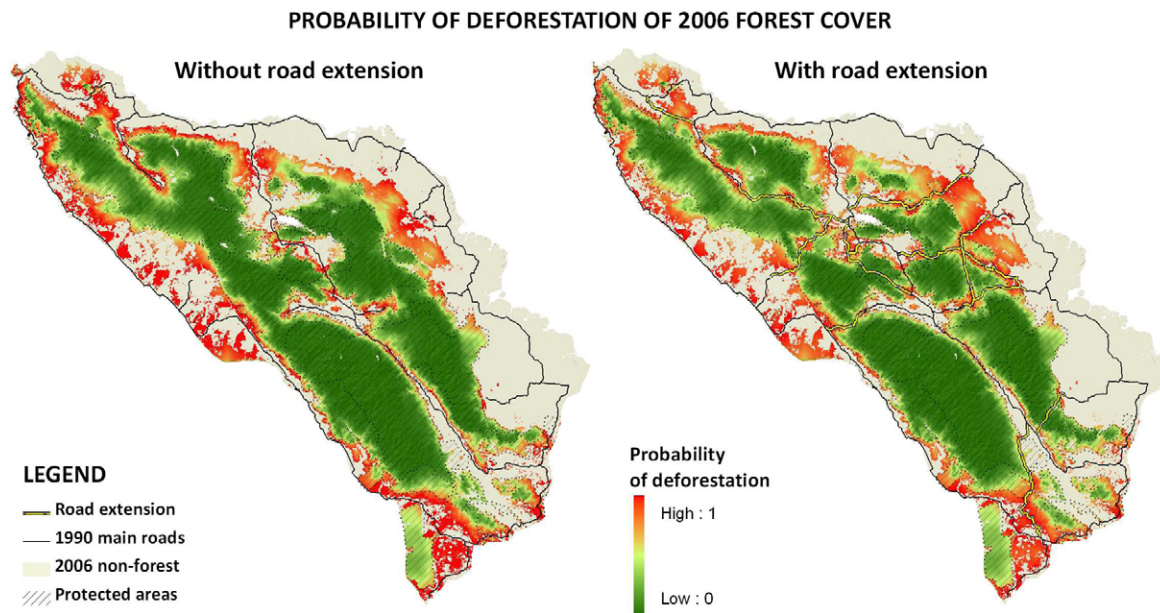 PROBABILITY OF DEFORESTATION OF 2006 FOREST COVER
Without road extension
With road extension
LEGEND
Road extension
1990 main roads
2006 non-forest
Protected areas
Probability
of deforestation
High : 1
Low : 0